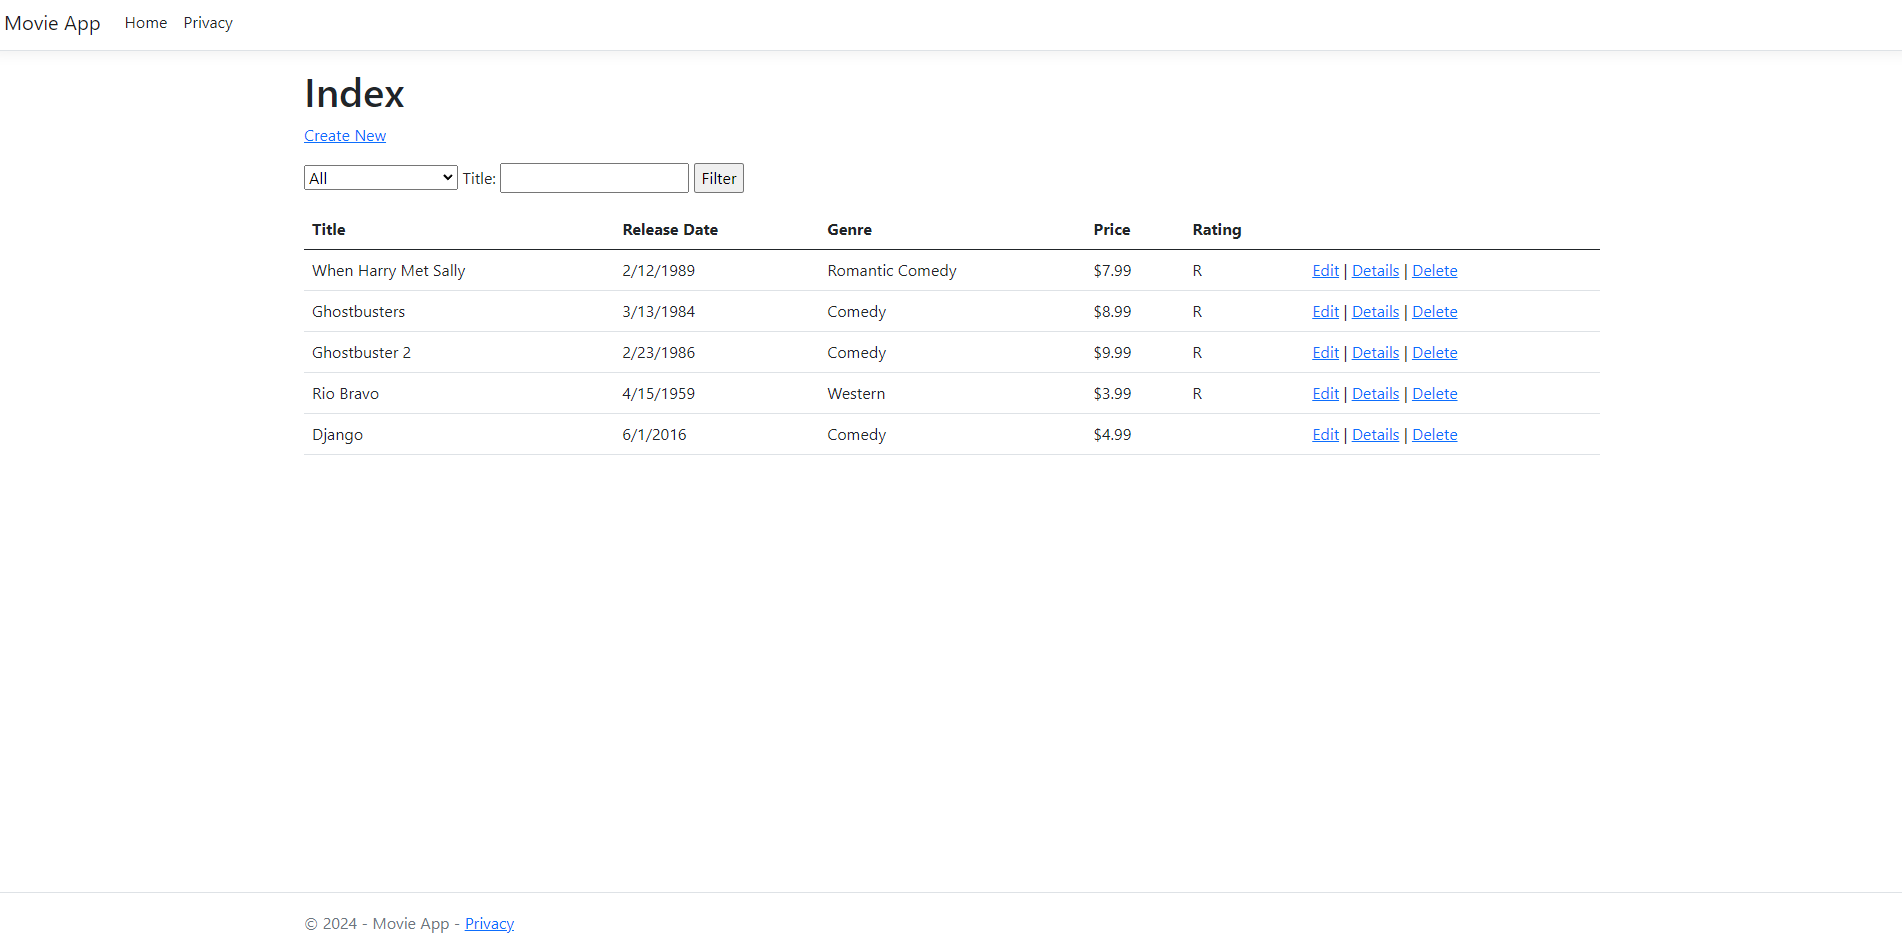 Movie App Home Privacy
Index
Create New
All Title: Filter
Title Release Date Genre Price Rating
When Harry Met Sally 2/12/1989 Romantic Comedy $7.99 R Edit | Details | Delete
Ghostbusters 3/13/1984 Comedy $8.99 R Edit | Details | Delete
Ghostbuster 2 2/23/1986 Comedy $9.99 R Edit | Details | Delete
Rio Bravo 4/15/1959 Western $3.99 R Edit | Details | Delete
Django 6/1/2016 Comedy $4.99 Edit | Details | Delete
© 2024 - Movie App - Privacy